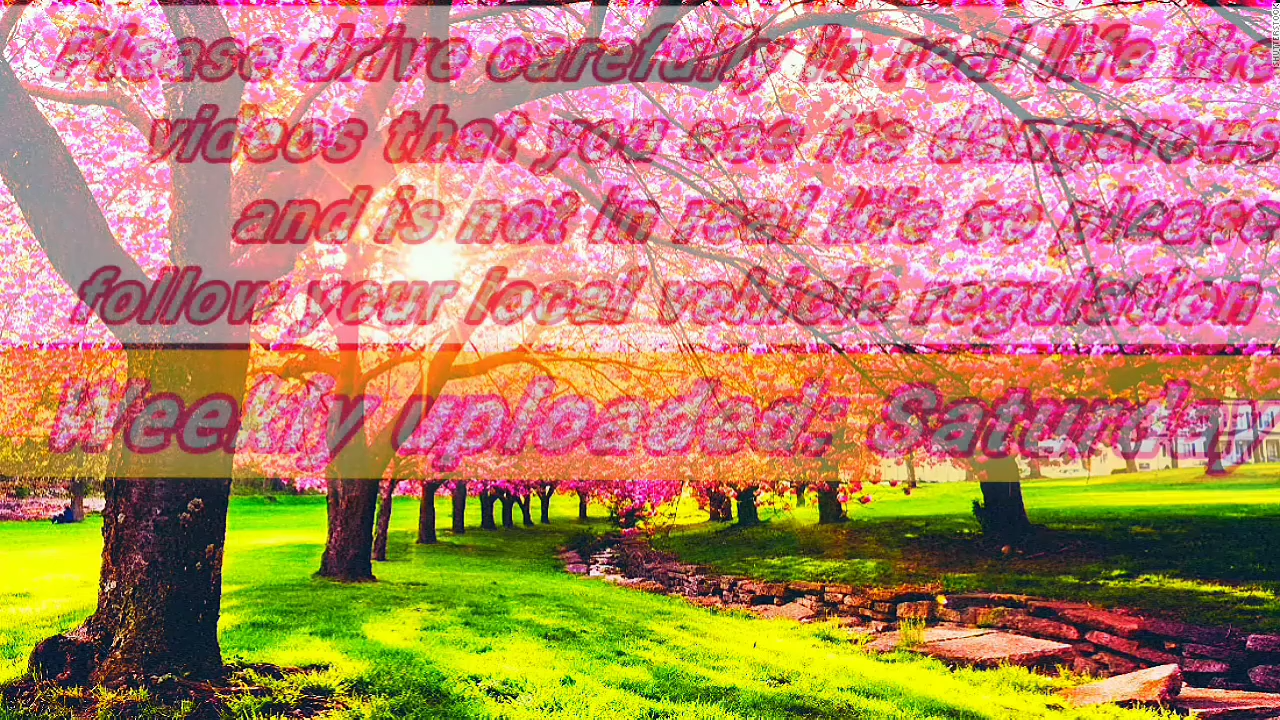 Please drive carefully in real life the
videos that you see its dangerous
and is not in real life so please
follow your local vehicle regulation
Weekly uploaded: Saturday
SHUTTERSTOCK